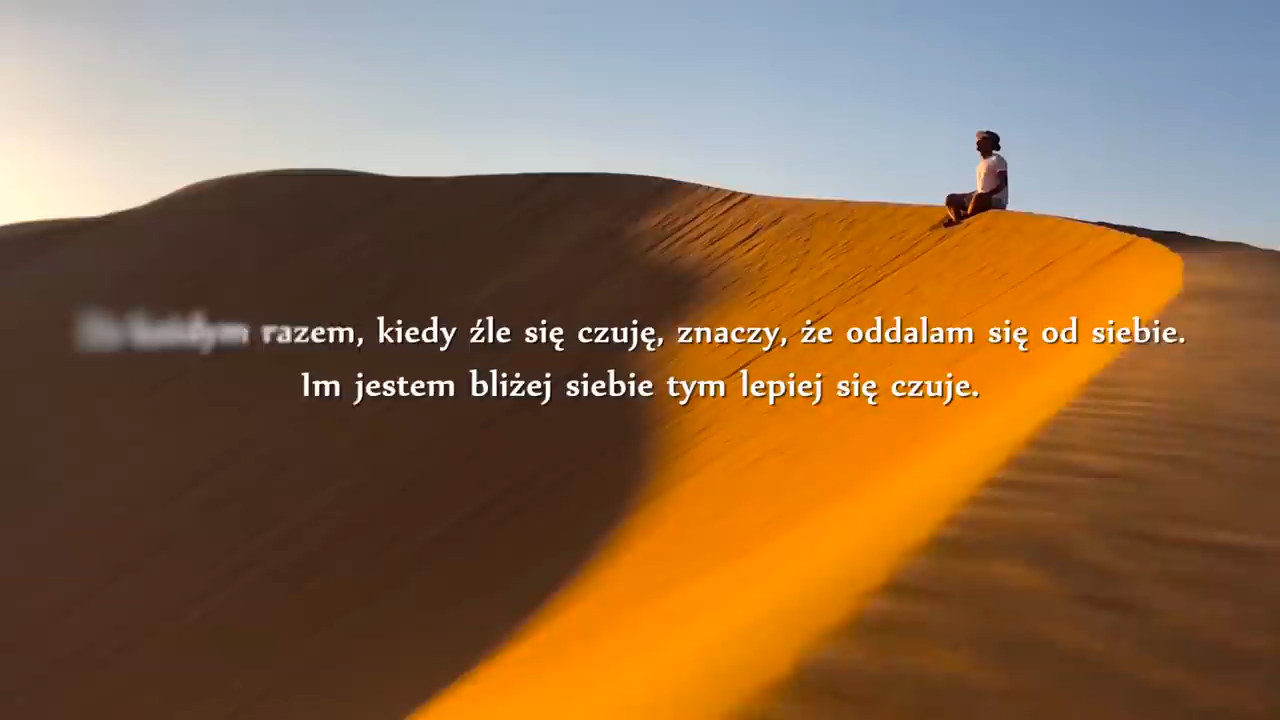 razem, kiedy źle się czuję, znaczy, że oddalam się od siebie.
Im jestem bliżej siebie tym lepiej się czuje.